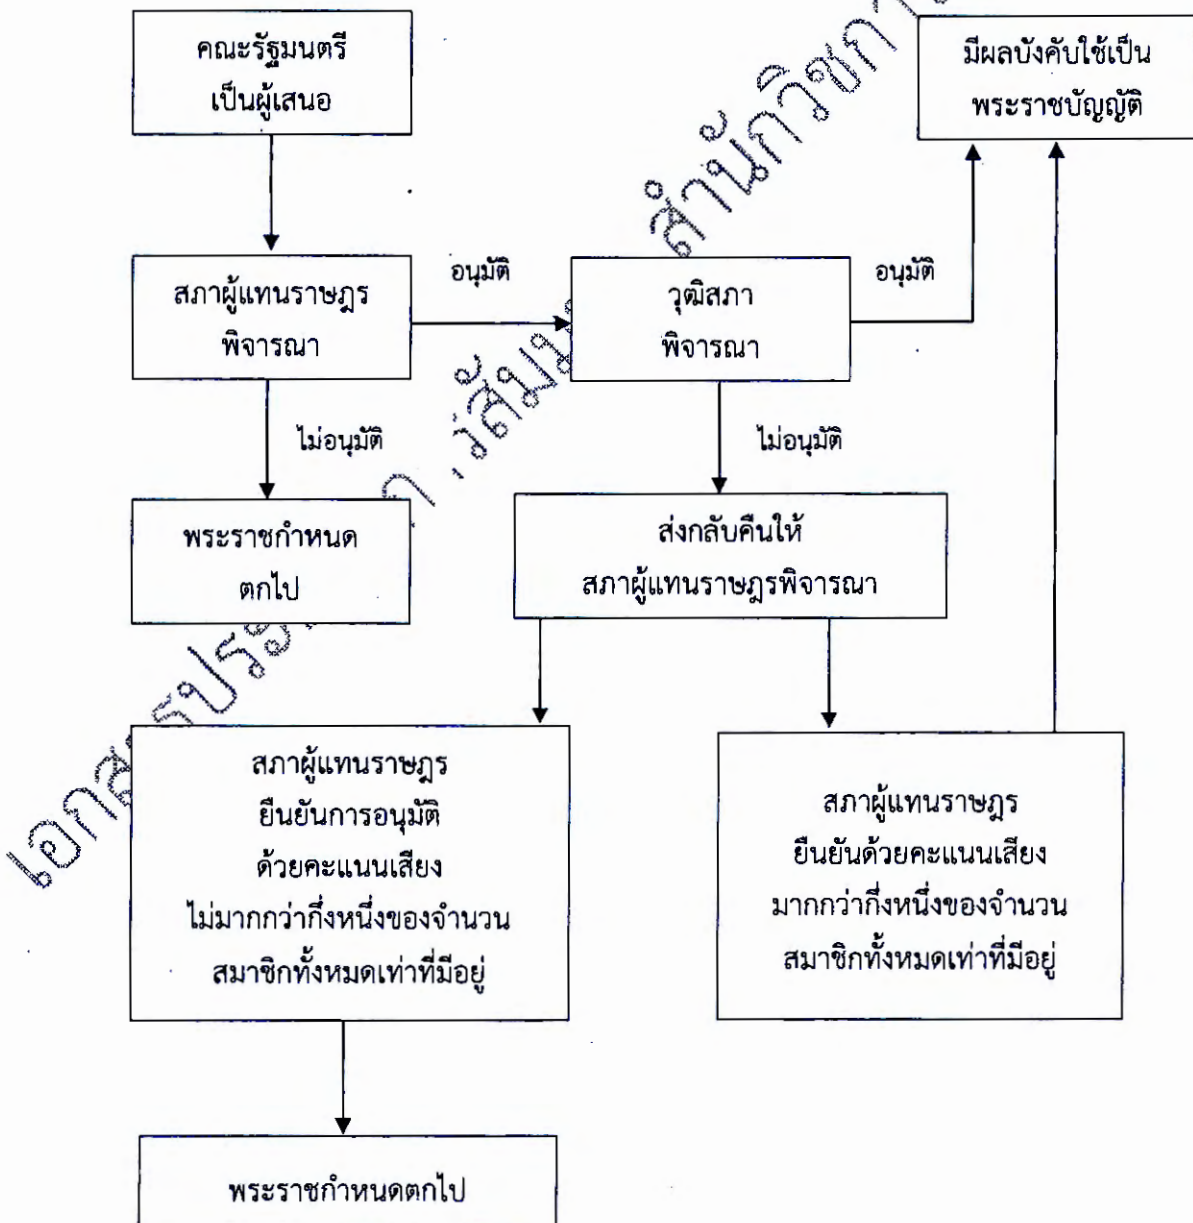 คณะรัฐมนตรี
เป็นผู้เสนอ
มีผลบังคับใช้เป็น
พระราชบัญญัติ
สภาผู้แทนราษฎร
พิจารณา
อนุมัติ
วุฒิสภา
พิจารณา
อนุมัติ
ไม่อนุมัติ
ไม่อนุมัติ
พระราชกำหนด
ตกไป
ส่งกลับคืนให้
สภาผู้แทนราษฎรพิจารณา
สภาผู้แทนราษฎร
ยืนยันการอนุมัติ
ด้วยคะแนนเสียง
ไม่มากกว่ากึ่งหนึ่งของจำนวน
สมาชิกทั้งหมดเท่าที่มีอยู่
สภาผู้แทนราษฎร
ยืนยันด้วยคะแนนเสียง
มากกว่ากึ่งหนึ่งของจำนวน
สมาชิกทั้งหมดเท่าที่มีอยู่
พระราชกำหนดตกไป